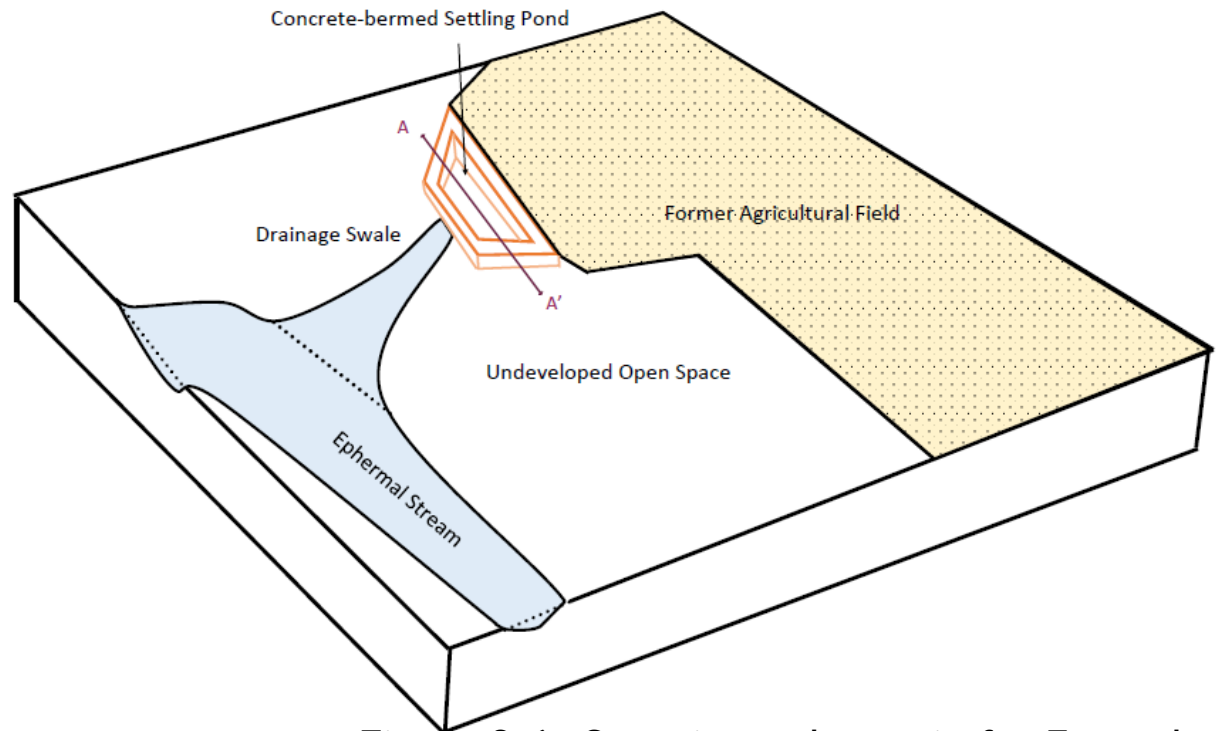 Concrete-bermed Settling Pond
A
Former Agricultural Field
Drainage Swale
A'
Undeveloped Open Space
Ephermal Stream